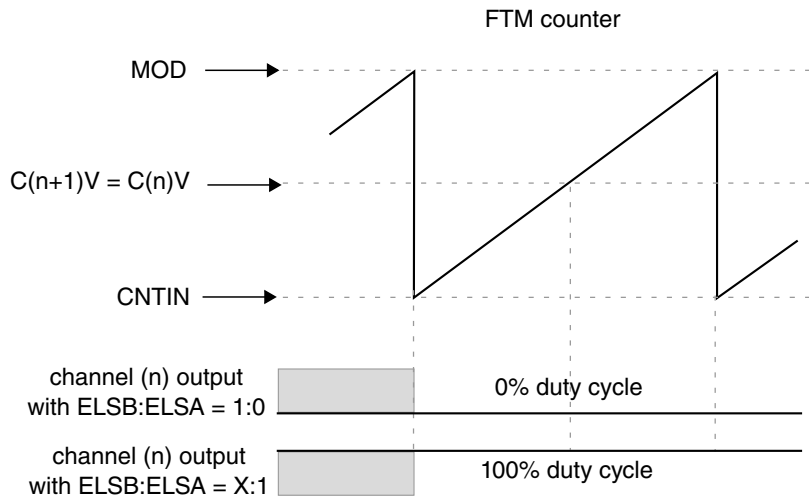 FTM counter
MOD
C(n+1)V = C(n)V
CNTIN
channel (n) output
with ELSB:ELSA = 1:0
0% duty cycle
channel (n) output
with ELSB:ELSA = X:1
100% duty cycle